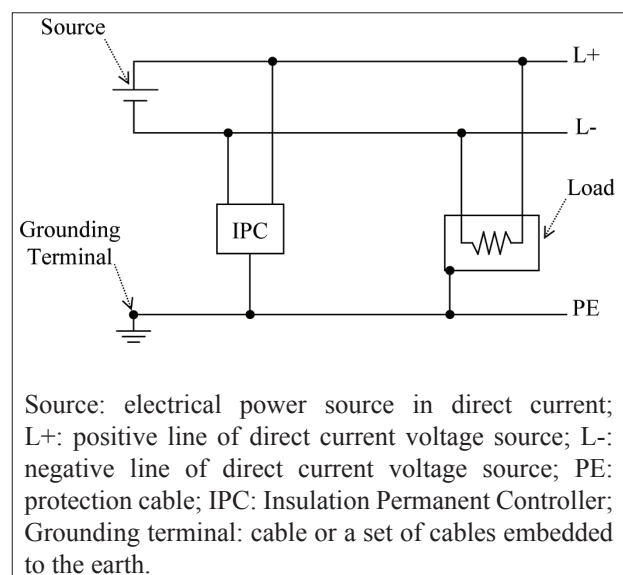 Source
L+
L-
Load
Grounding
Terminal
IPC
PE
Source: electrical power source in direct current;
L+: positive line of direct current voltage source; L-:
negative line of direct current voltage source; PE:
protection cable; IPC: Insulation Permanent Controller;
Grounding terminal: cable or a set of cables embedded
to the earth.